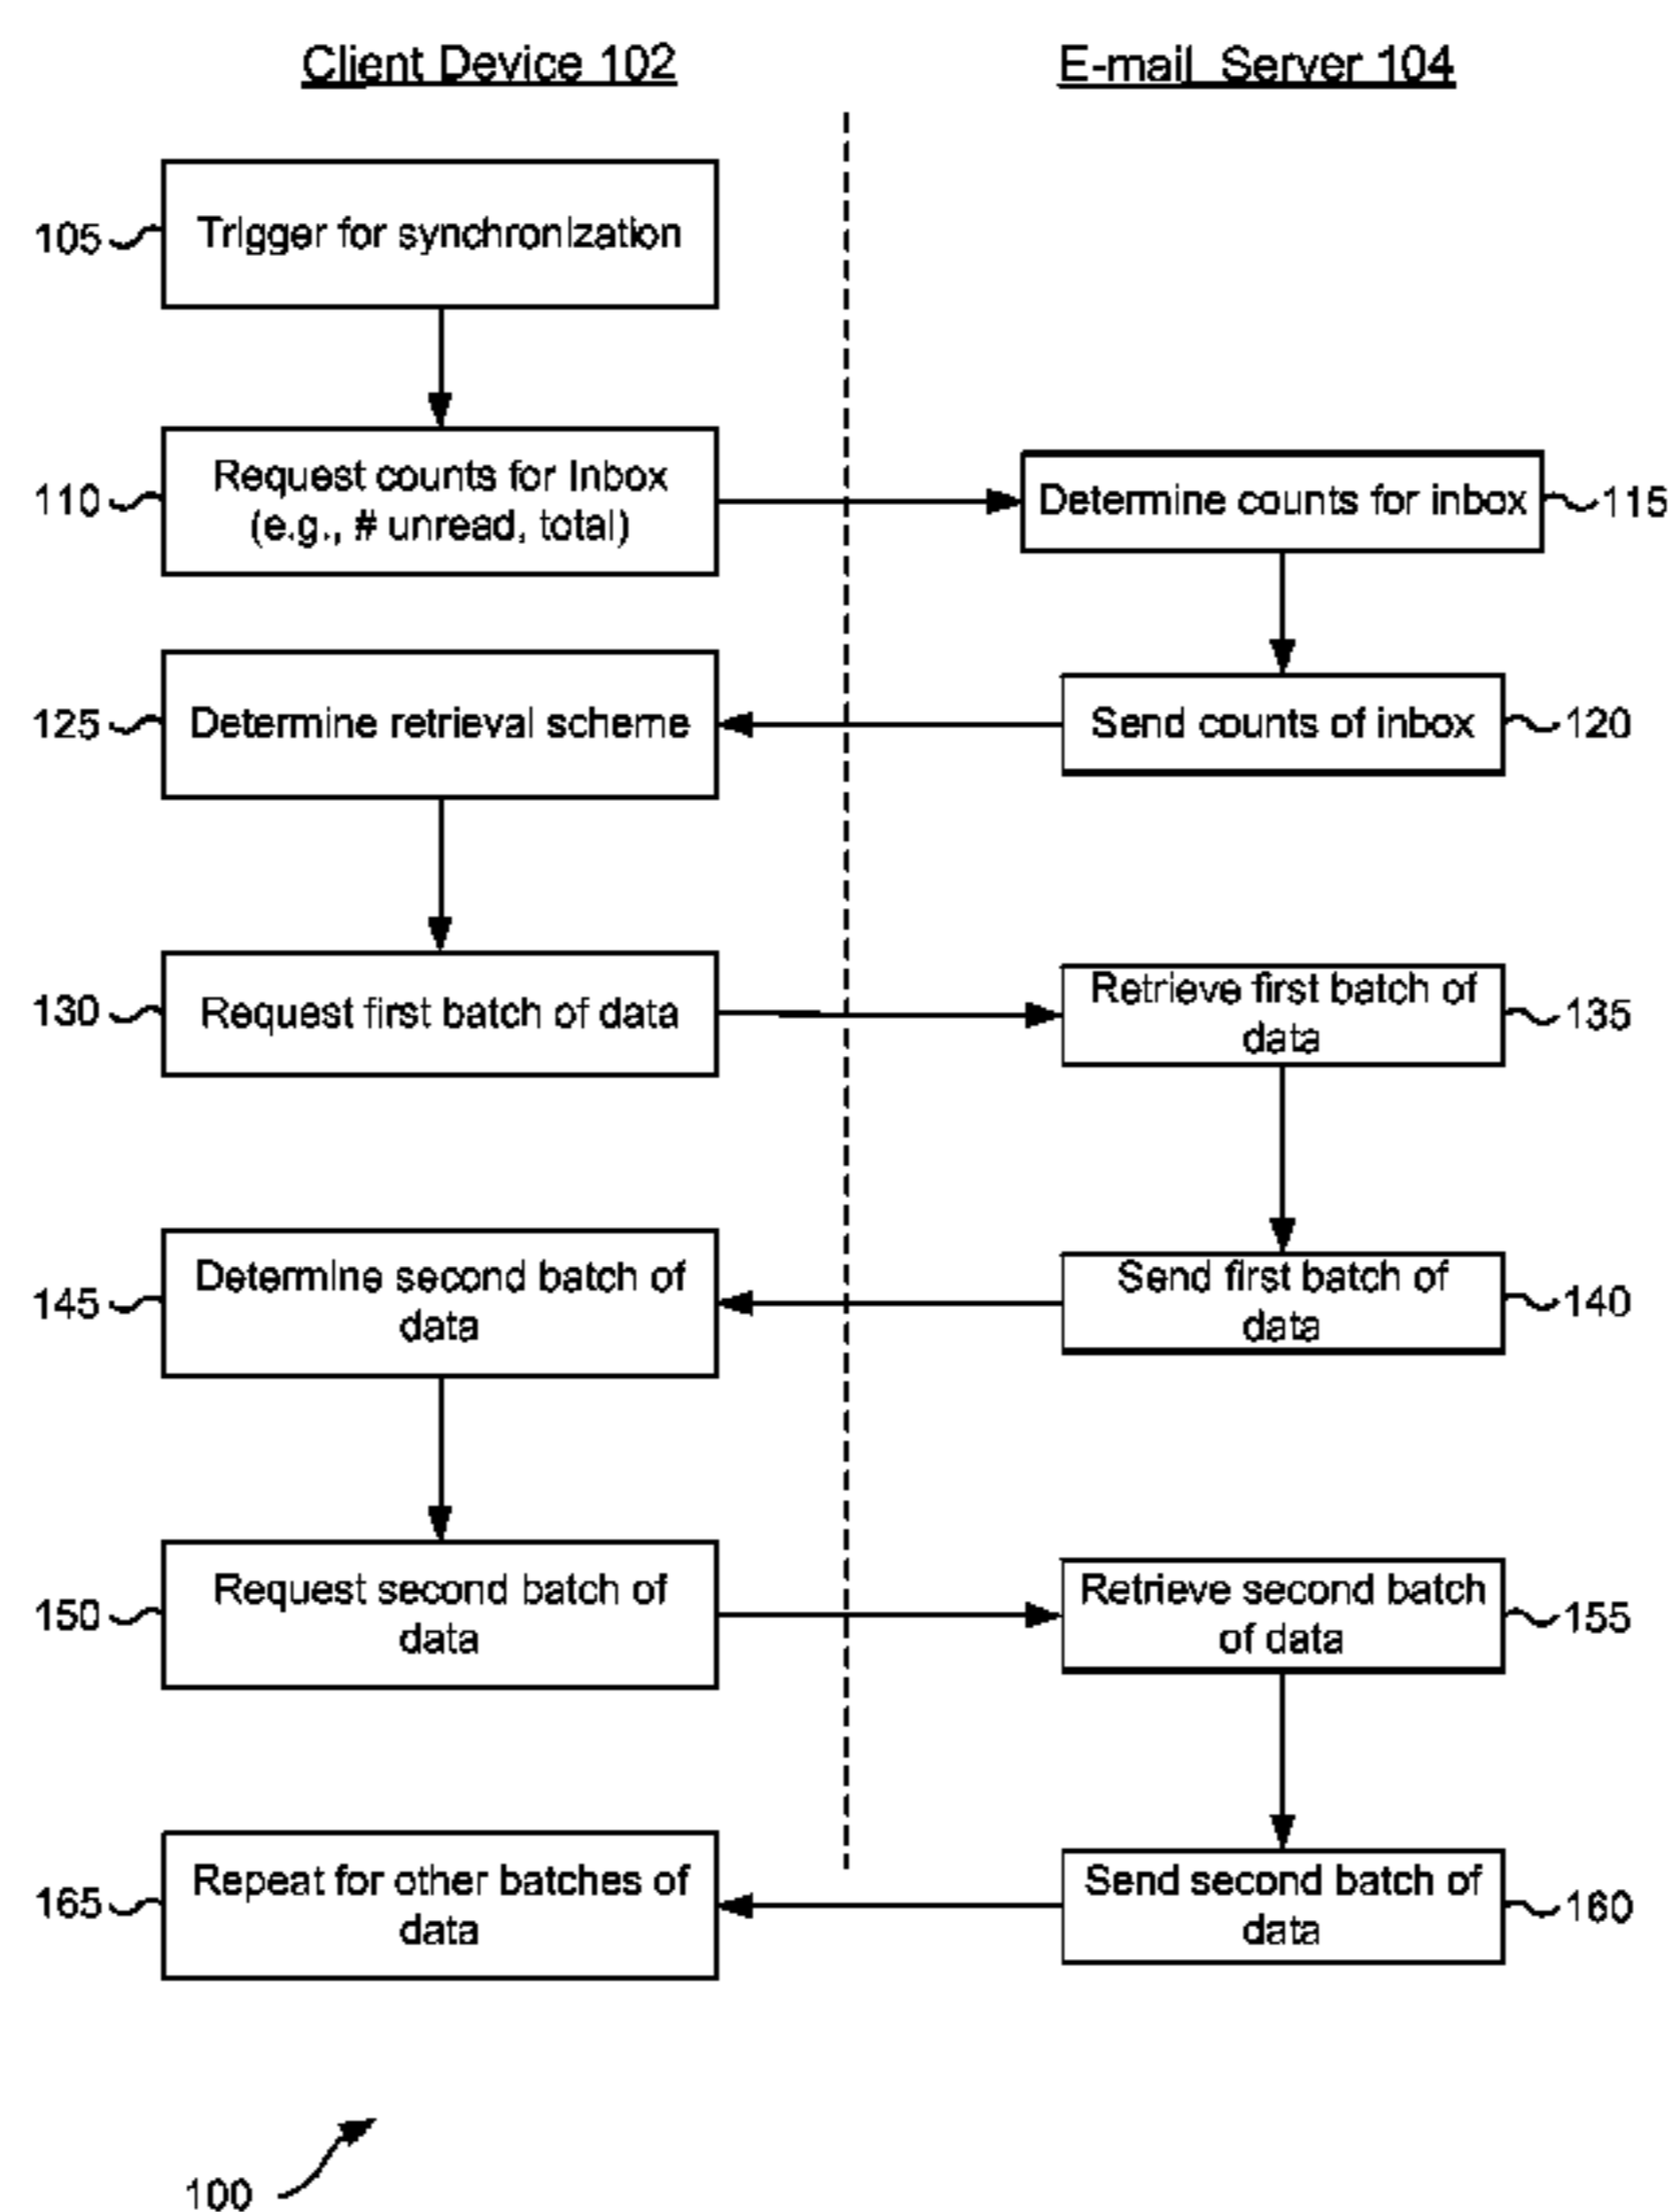 Client Device 102
E-mail Server 104
105
Trigger for synchronization
110
Request counts for Inbox
(e.g., # unread, total)
Determine counts for inbox
115
125
Determine retrieval scheme
Send counts of inbox
120
130
Request first batch of data
Retrieve first batch of
data
135
145
Determine second batch of
data
Send first batch of
data
140
150
Request second batch of
data
Retrieve second batch
of data
155
165
Repeat for other batches of
data
Send second batch of
data
160
100